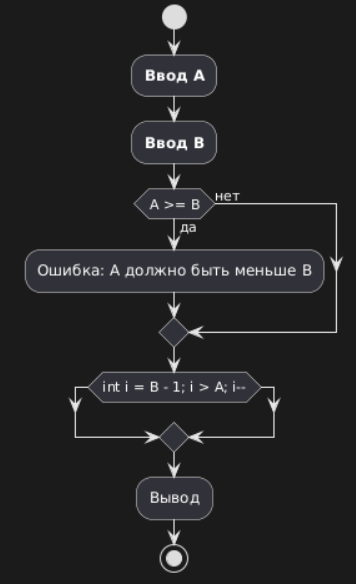 Ввод A
Ввод B
A >= B
нет
да
Ошибка: A должно быть меньше B
int i = B - 1; i > A; i--
Вывод